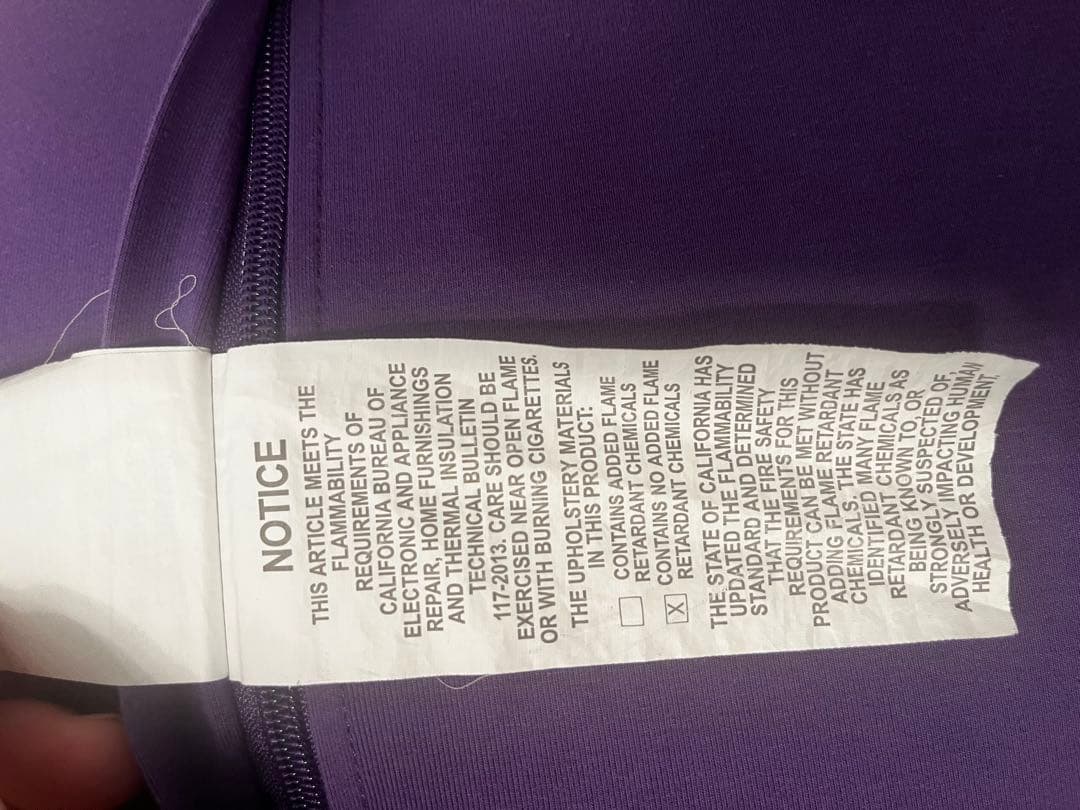 NOTICE
THIS ARTICLE MEETS THE
FLAMMABILITY
REQUIREMENTS OF
CALIFORNIA BUREAU OF
ELECTRONIC AND APPLIANCE
REPAIR, HOME FURNISHINGS
AND THERMAL INSULATION
TECHNICAL BULLETIN
117-2013. CARE SHOULD BE
EXERCISED NEAR OPEN FLAME
OR WITH BURNING CIGARETTES.
THE UPHOLSTERY MATERIALS
IN THIS PRODUCT:
CONTAINS ADDED FLAME
RETARDANT CHEMICALS
X CONTAINS NO ADDED FLAME
RETARDANT CHEMICALS
THE STATE OF CALIFORNIA HAS
UPDATED THE FLAMMABILITY
STANDARD AND DETERMINED
THAT THE FIRE SAFETY
REQUIREMENTS FOR THIS
PRODUCT CAN BE MET WITHOUT
ADDING FLAME RETARDANT
CHEMICALS. THE STATE HAS
IDENTIFIED MANY FLAME
RETARDANT CHEMICALS AS
BEING KNOWN TO, OR
STRONGLY SUSPECTED OF,
ADVERSELY IMPACTING HUMAN
HEALTH OR DEVELOPMENT.